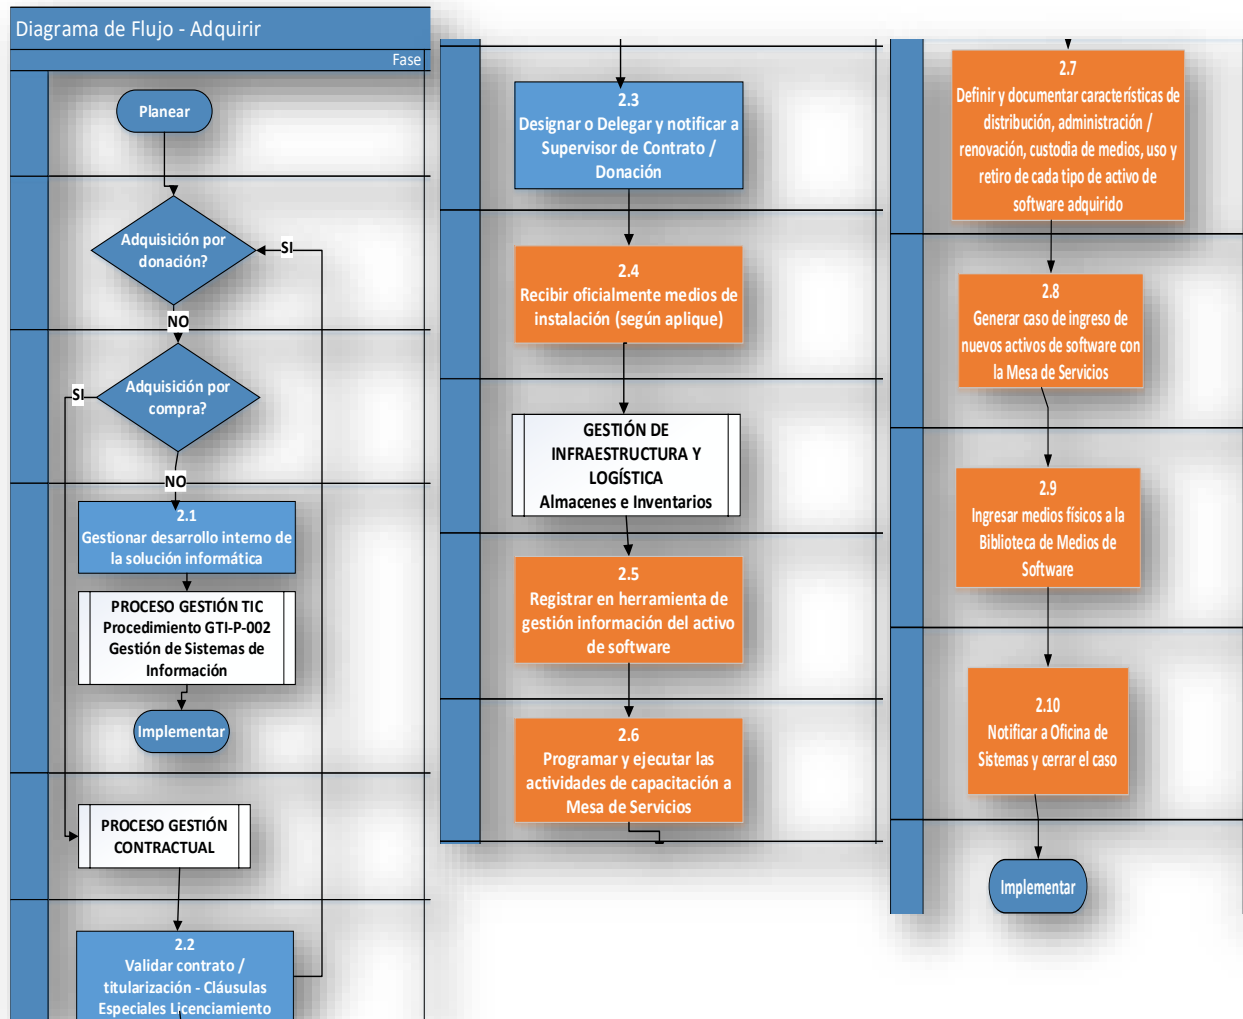 Diagrama de Flujo - Adquirir
Fase
Planear
Adquisición por
donación?
SI
NO
Adquisición por
compra?
SI
NO
2.1
Gestionar desarrollo interno de
la solución informática
PROCESO GESTIÓN TIC
Procedimiento GTI-P-002
Gestión de Sistemas de
Información
Implementar
PROCESO GESTIÓN
CONTRACTUAL
2.2
Validar contrato /
titularización - Cláusulas
Especiales Licenciamiento
2.3
Designar o Delegar y notificar a
Supervisor de Contrato /
Donación
2.4
Recibir oficialmente medios de
instalación (según aplique)
GESTIÓN DE
INFRAESTRUCTURA Y
LOGÍSTICA
Almacenes e Inventarios
2.5
Registrar en herramienta de
gestión información del activo
de software
2.6
Programar y ejecutar las
actividades de capacitación a
Mesa de Servicios
2.7
Definir y documentar características de
distribución, administración /
renovación, custodia de medios, uso y
retiro de cada tipo de activo de
software adquirido
2.8
Generar caso de ingreso de
nuevos activos de software con
la Mesa de Servicios
2.9
Ingresar medios físicos a la
Biblioteca de Medios de
Software
2.10
Notificar a Oficina de
Sistemas y cerrar el caso
Implementar